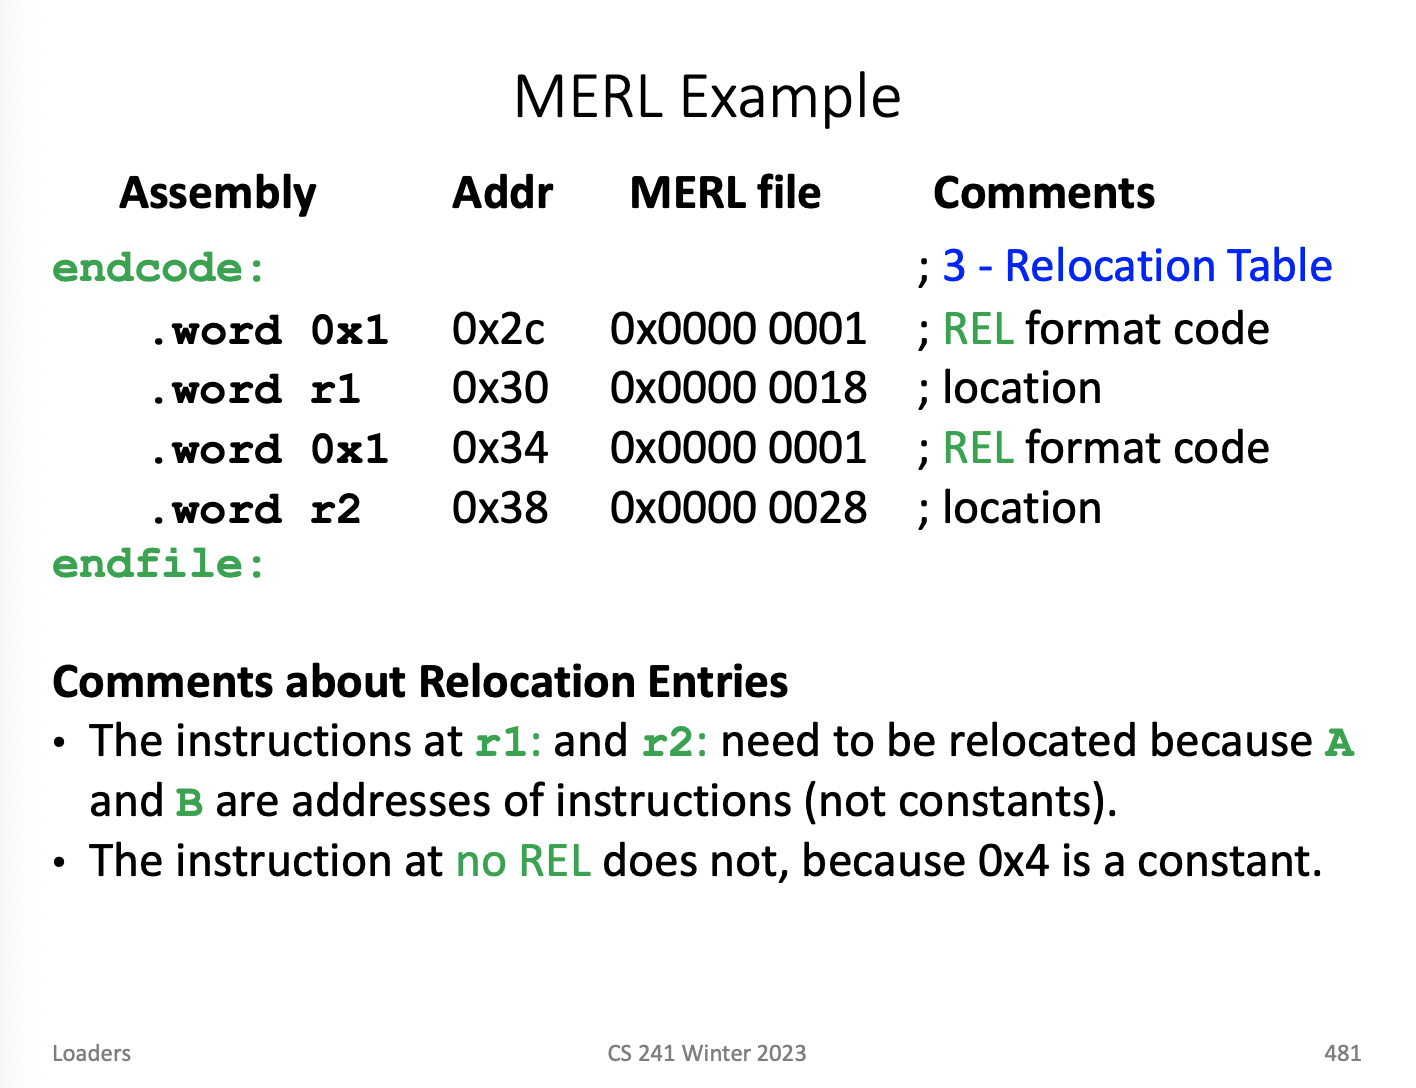 MERL Example
Assembly Addr MERL file Comments
endcode: ; 3 - Relocation Table
.word 0x1 0x2c 0x0000 0001 ; REL format code
.word r1 0x30 0x0000 0018 ; location
.word 0x1 0x34 0x0000 0001 ; REL format code
.word r2 0x38 0x0000 0028 ; location
endfile:
Comments about Relocation Entries
• The instructions at r1: and r2: need to be relocated because A
and B are addresses of instructions (not constants).
• The instruction at no REL does not, because 0x4 is a constant.
Loaders CS 241 Winter 2023 481